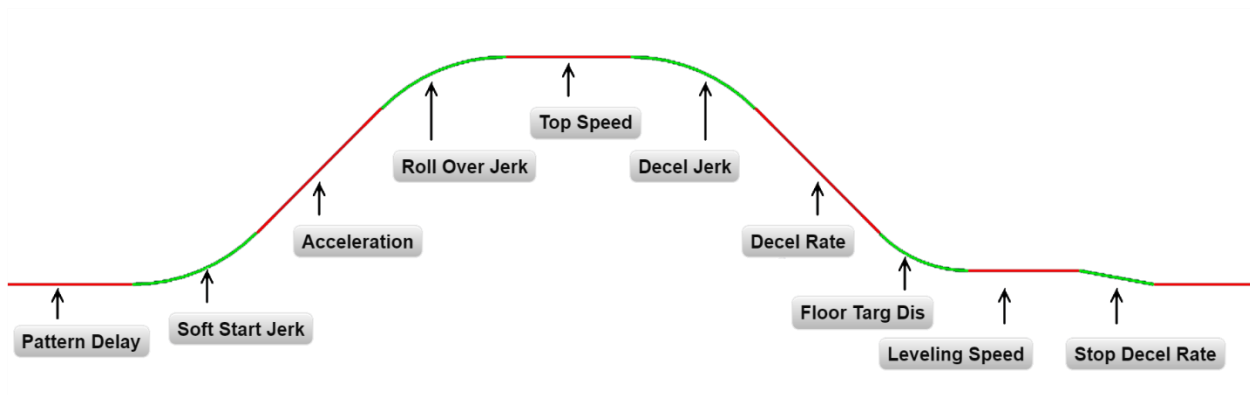 Pattern Delay
Soft Start Jerk
Acceleration
Roll Over Jerk
Top Speed
Decel Jerk
Decel Rate
Floor Targ Dis
Leveling Speed
Stop Decel Rate